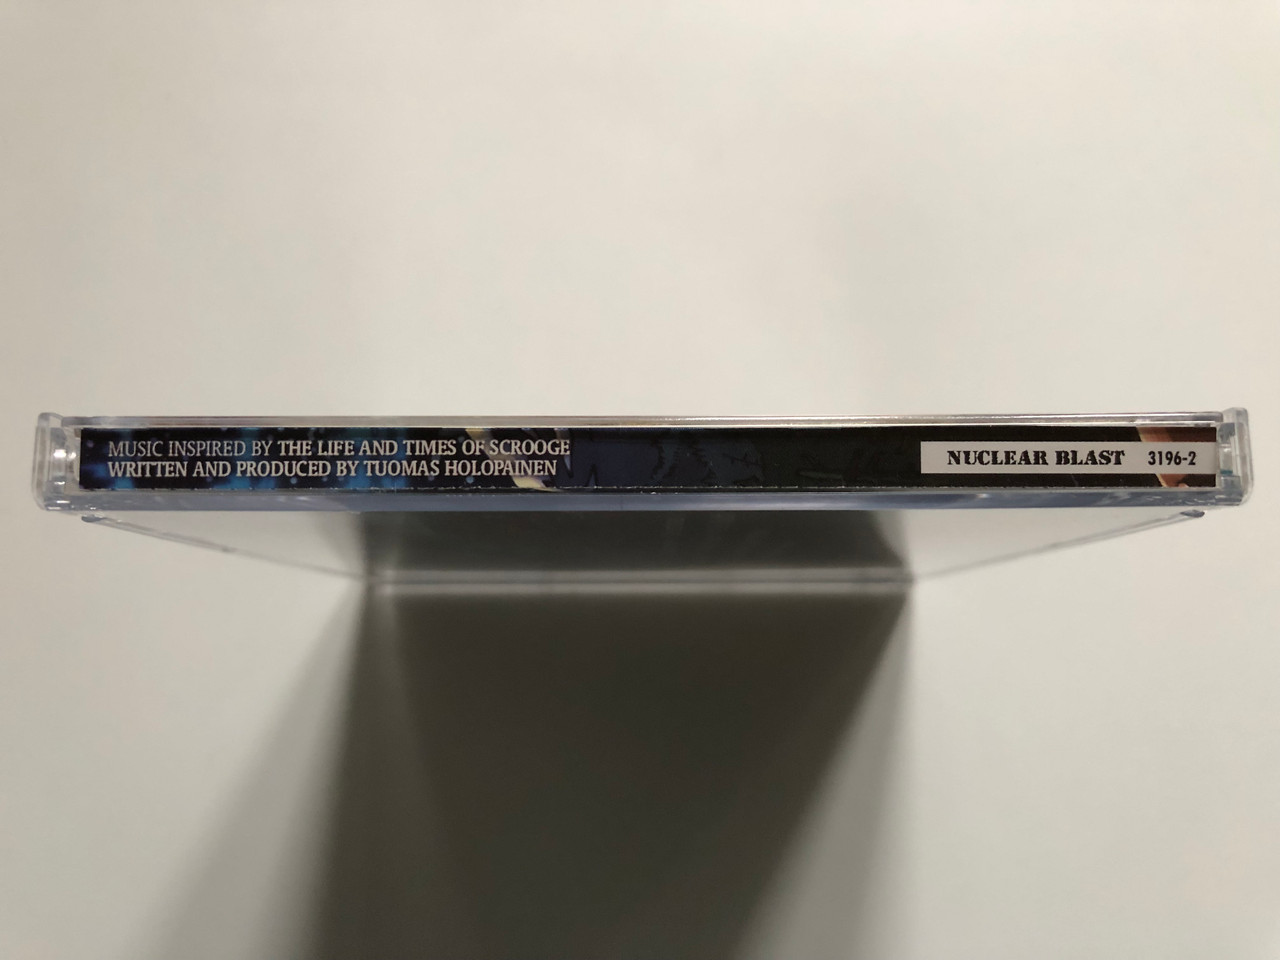 MUSIC INSPIRED BY THE LIFE AND TIMES OF SCROOGE
WRITTEN AND PRODUCED BY TUOMAS HOLOPAINEN
NUCLEAR BLAST 3196-2